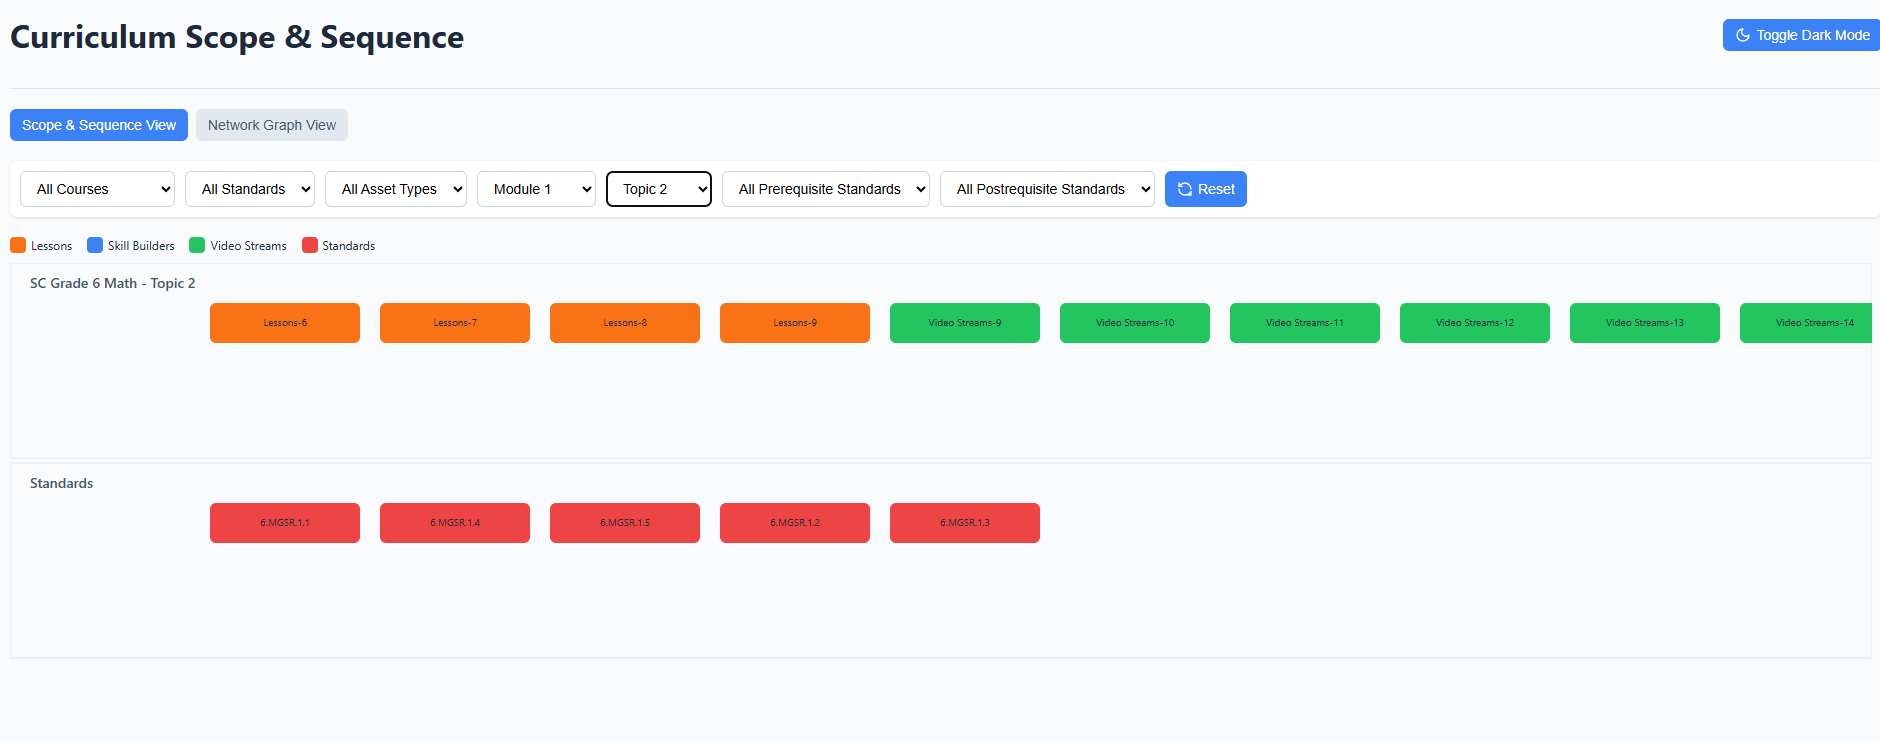 Curriculum Scope & Sequence
Toggle Dark Mode
Scope & Sequence View
Network Graph View
All Courses
All Standards
All Asset Types
Module 1
Topic 2
All Prerequisite Standards
All Postrequisite Standards
Reset
Lessons
Skill Builders
Video Streams
Standards
SC Grade 6 Math - Topic 2
Lessons-6
Lessons-7
Lessons-8
Lessons-9
Video Streams-9
Video Streams-10
Video Streams-11
Video Streams-12
Video Streams-13
Video Streams-14
Standards
6.MGSR.1.1
6.MGSR.1.4
6.MGSR.1.5
6.MGSR.1.2
6.MGSR.1.3